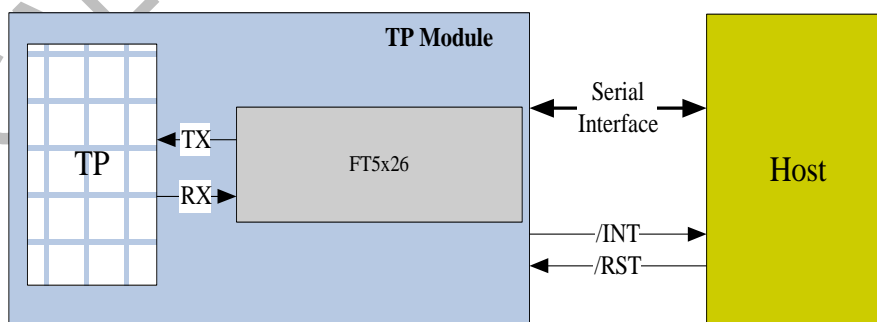 TP Module
TP
TX
RX
FT5x26
Serial
Interface
/INT
/RST
Host